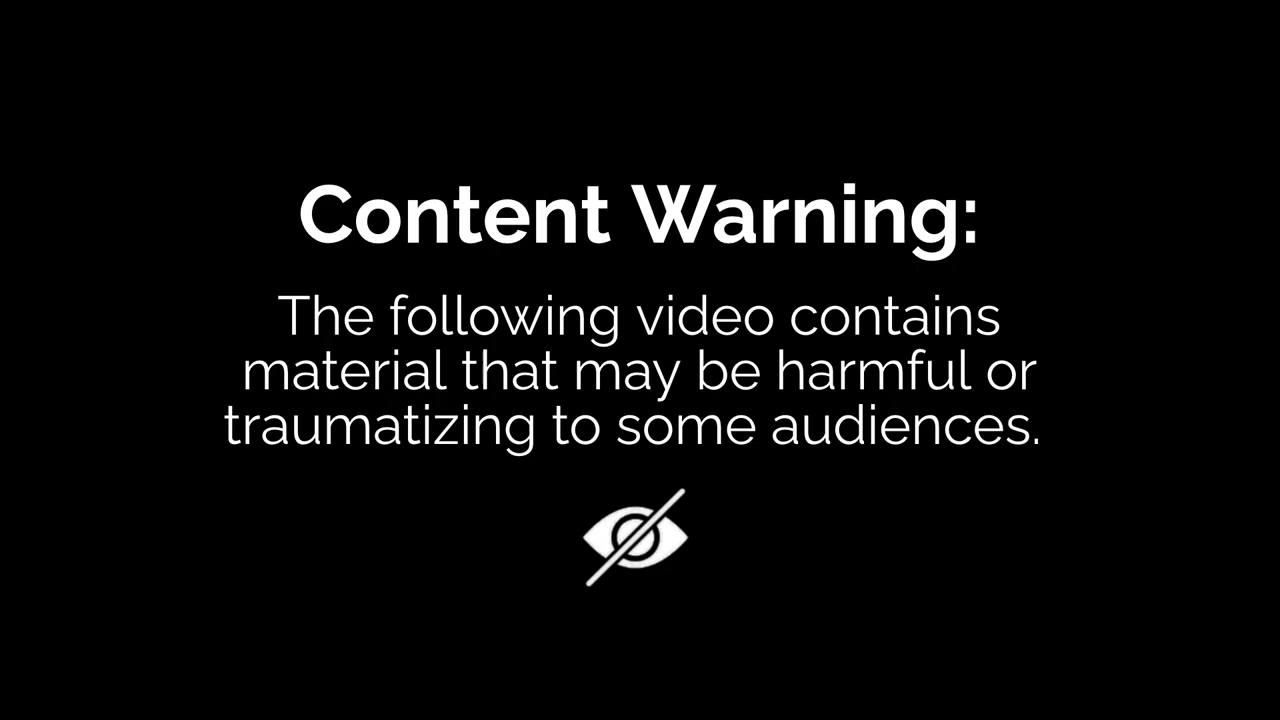 Content Warning:
The following video contains
material that may be harmful or
traumatizing to some audiences.